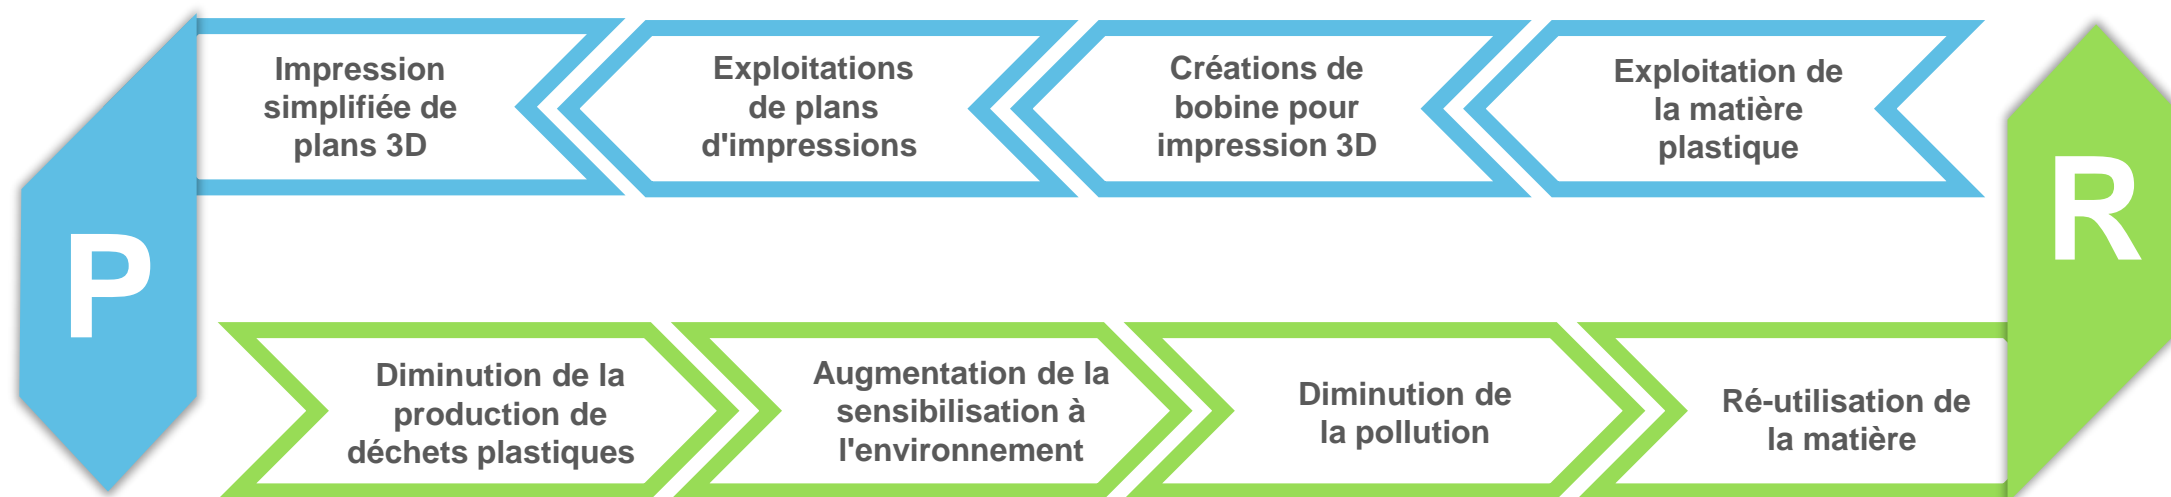 P
Impression
simplifiée de
plans 3D
Exploitations
de plans
d'impressions
Créations de
bobine pour
impression 3D
Exploitation de
la matière
plastique
R
Diminution de la
production de
déchets plastiques
Augmentation de la
sensibilisation à
l'environnement
Diminution de
la pollution
Ré-utilisation de
la matière